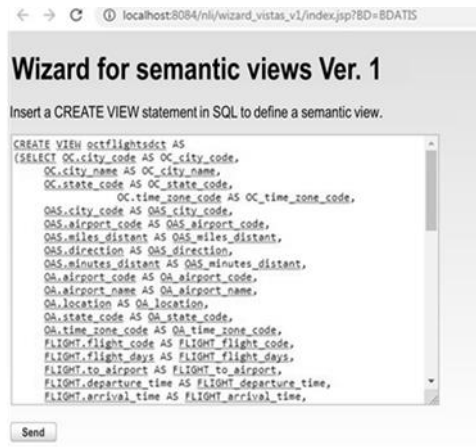 localhost:8084/nli/wizard_vistas_v1/index.jsp?BD=BDATIS
Wizard for semantic views Ver. 1
Insert a CREATE VIEW statement in SQL to define a semantic view.
CREATE VIEW octflightsdct AS
(SELECT OC.city_code AS OC_city_code,
OC.city_name AS OC_city_name,
OC.state_code AS OC_state_code,
OC.time_zone_code AS OC_time_zone_code,
OAS.city_code AS OAS_city_code,
OAS.airport_code AS OAS_airport_code,
OAS.miles_distant AS OAS_miles_distant,
OAS.direction AS OAS_direction,
OAS.minutes_distant AS OAS_minutes_distant,
OA.airport_code AS OA_airport_code,
OA.airport_name AS OA_airport_name,
OA.location AS OA_location,
OA.state_code AS OA_state_code,
OA.time_zone_code AS OA_time_zone_code,
FLIGHT.flight_code AS FLIGHT_flight_code,
FLIGHT.flight_days AS FLIGHT_flight_days,
FLIGHT.to_airport AS FLIGHT_to_airport,
FLIGHT.departure_time AS FLIGHT_departure_time,
FLIGHT.arrival_time AS FLIGHT_arrival_time,
Send